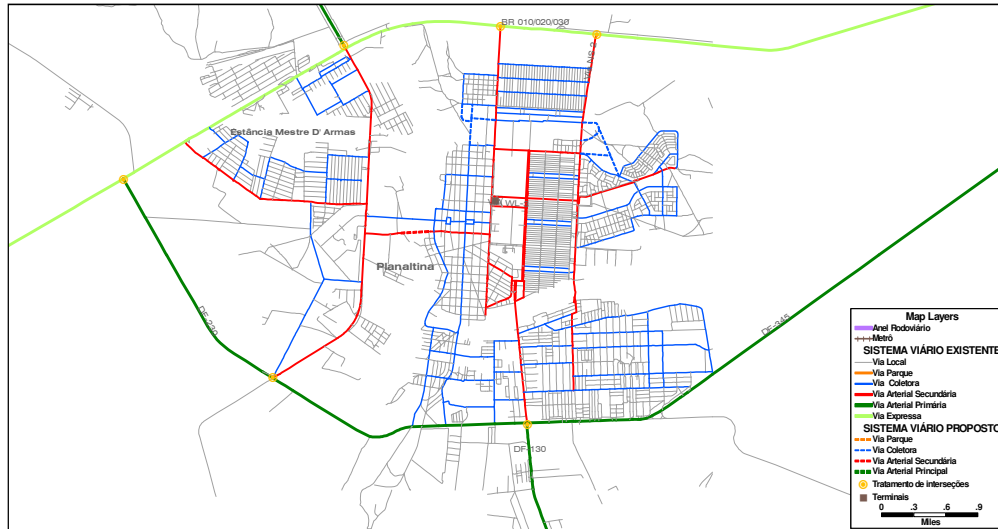 BR 010/020/030
Estância Mestre D' Armas
Planaltina
DF-230
DF-345
DF-130
Map Layers
Anel Rodoviário
Metrô
SISTEMA VIÁRIO EXISTENTE
Via Local
Via Parque
Via Coletora
Via Arterial Secundária
Via Arterial Primária
Via Expressa
SISTEMA VIÁRIO PROPOSTO
Via Parque
Via Coletora
Via Arterial Secundária
Via Arterial Principal
Tratamento de interseções
Terminais
0 .3 .6 .9
Miles